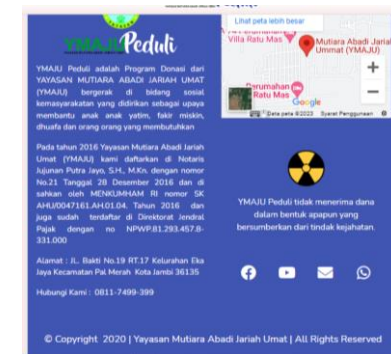 YMAJU Peduli
YMAJU Peduli adalah Program Donasi dari
YAYASAN MUTIARA ABADI JARIAH UMAT
(YMAJU) bergerak di bidang sosial
kemasyarakatan yang didirikan sebagai upaya
membantu anak anak yatim, fakir miskin,
dhuafa dan orang orang yang membutuhkan
Pada tahun 2016 Yayasan Mutiara Abadi Jariah
Umat (YMAJU) kami daftarkan di Notaris
Jujunan Putra Jayo, S.H., M.Kn. dengan nomor
No.21 Tanggal 28 Desember 2016 dan di
sahkan oleh MENKUMHAM RI nomor SK
AHU/0047161.AH.01.04. Tahun 2016 dan
juga sudah terdaftar di Direktorat Jendral
Pajak dengan no NPWP.81.293.457.8-
331.000
Alamat : JL. Bakti No.19 RT.17 Kelurahan Eka
Jaya Kecamatan Pal Merah Kota Jambi 36135
Hubungi Kami : 0811-7499-399
Lihat peta lebih besar
Villa Ratu Mas
Mutiara Abadi Jariah
Ummat (YMAJU)
Perumahan
Ratu Mas
+
−
Google
Data peta ©2023 Syarat Penggunaan
YMAJU Peduli tidak menerima dana
dalam bentuk apapun yang
bersumberkan dari tindak kejahatan.
© Copyright 2020 | Yayasan Mutiara Abadi Jariah Umat | All Rights Reserved